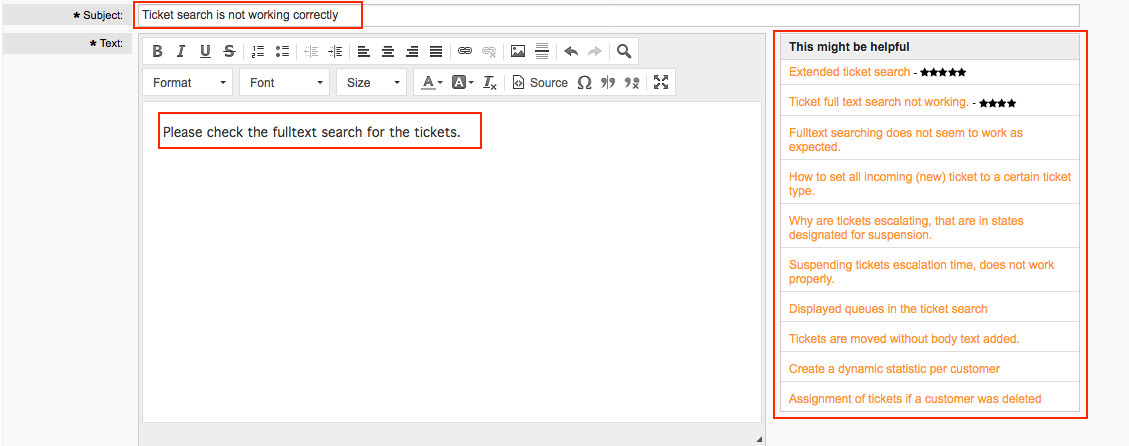 * Subject:
Ticket search is not working correctly
* Text:
B I U S
Format
Font
Size
A
A
Ix
Source
Ω
Please check the fulltext search for the tickets.
This might be helpful
Extended ticket search - ★★★★★
Ticket full text search not working. - ★★★★
Fulltext searching does not seem to work as
expected.
How to set all incoming (new) ticket to a certain ticket
type.
Why are tickets escalating, that are in states
designated for suspension.
Suspending tickets escalation time, does not work
properly.
Displayed queues in the ticket search
Tickets are moved without body text added.
Create a dynamic statistic per customer
Assignment of tickets if a customer was deleted